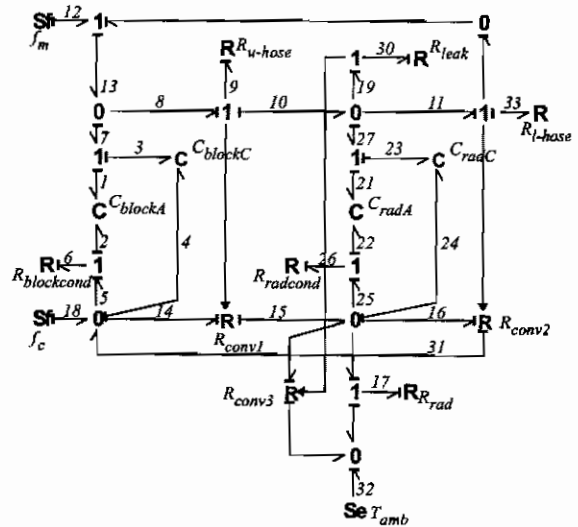 Sf 12 1 0
f_m
R R_u-hose 1 30 R R_leak
13 9 19
0 8 1 10 0 11 1 33 R
R_l-hose
7 27
1 3 C C_blockC 1 23 C C_radC
1 21
C C_blockA C C_radA
2 4 22 24
R 6 1 R 26 1
R_blockcond R_radcond
5 25
Sf 18 0 14 R 15 0 16 R R_conv2
f_c R_conv1
31
R_conv3 R 1 17 R R_rad
0
32
Se T_amb